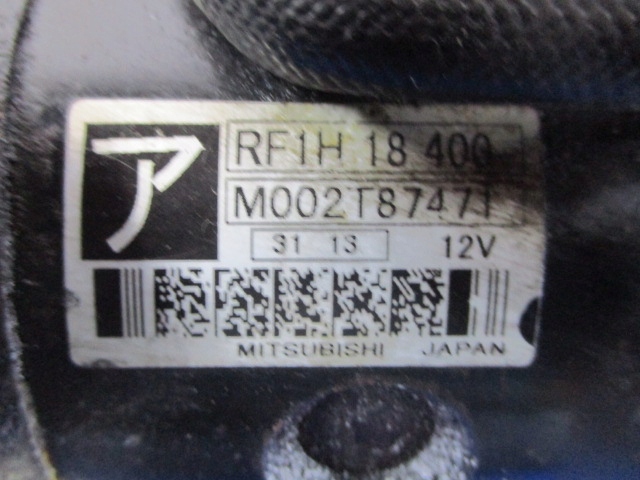 ア
RF1H 18 400
M002T87471
31 13
12V
MITSUBISHI JAPAN